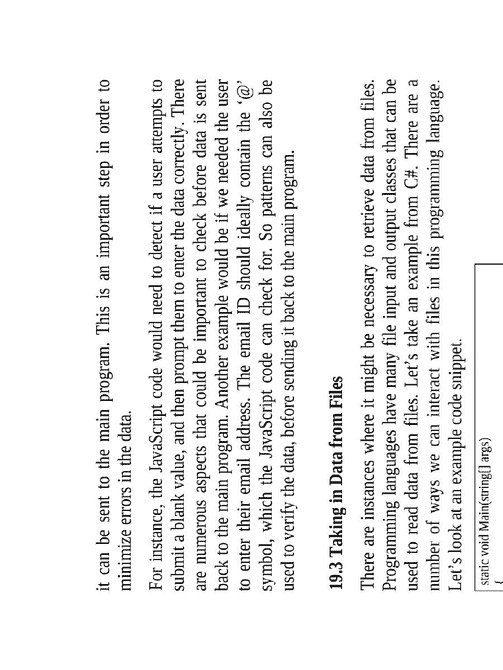 it can be sent to the main program. This is an important step in order to
minimize errors in the data.
For instance, the JavaScript code would need to detect if a user attempts to
submit a blank value, and then prompt them to enter the data correctly. There
are numerous aspects that could be important to check before data is sent
back to the main program. Another example would be if we needed the user
to enter their email address. The email ID should ideally contain the ‘@’
symbol, which the JavaScript code can check for. So patterns can also be
used to verify the data, before sending it back to the main program.
19.3 Taking in Data from Files
There are instances where it might be necessary to retrieve data from files.
Programming languages have many file input and output classes that can be
used to read data from files. Let’s take an example from C#. There are a
number of ways we can interact with files in this programming language.
Let’s look at an example code snippet.
static void Main(string[] args)
{